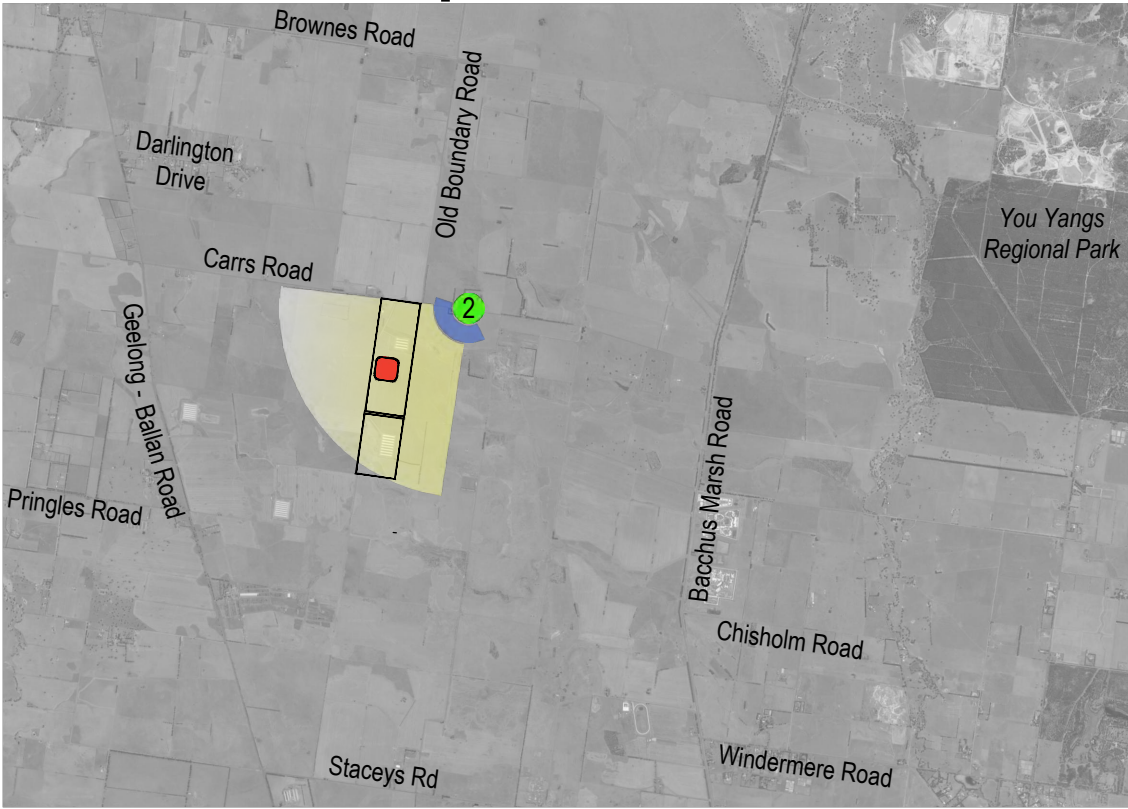 Brownes Road
Old Boundary Road
Darlington
Drive
You Yangs
Regional Park
Carrs Road
2
Geelong - Ballan Road
Bacchus Marsh Road
Pringles Road
Chisholm Road
Staceys Rd
Windermere Road